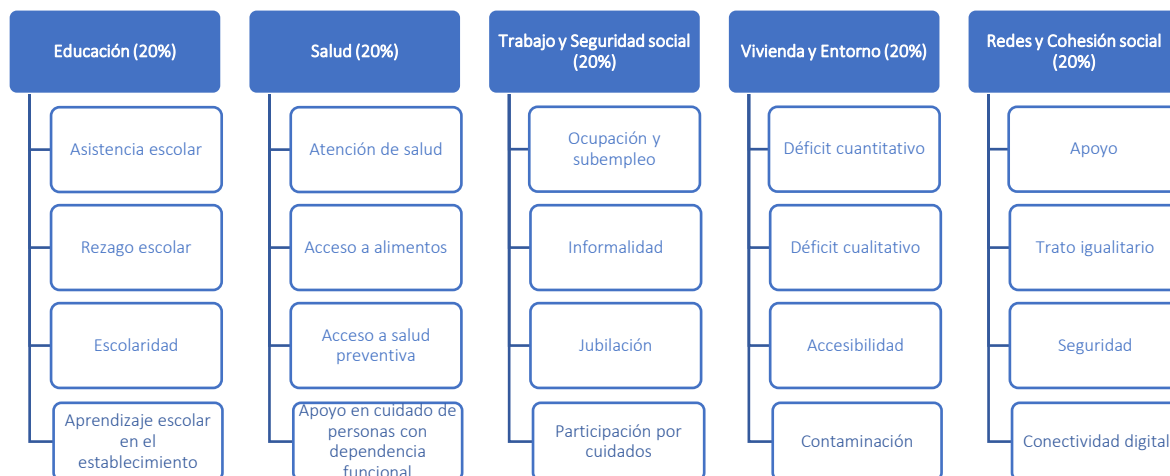 Educación (20%)
Asistencia escolar
Rezago escolar
Escolaridad
Aprendizaje escolar
en el
establecimiento
Salud (20%)
Atención de salud
Acceso a alimentos
Acceso a salud
preventiva
Apoyo en cuidado de
personas con
dependencia
funcional
Trabajo y Seguridad social
(20%)
Ocupación y
subempleo
Informalidad
Jubilación
Participación por
cuidados
Vivienda y Entorno (20%)
Déficit cuantitativo
Déficit cualitativo
Accesibilidad
Contaminación
Redes y Cohesión social
(20%)
Apoyo
Trato igualitario
Seguridad
Conectividad digital